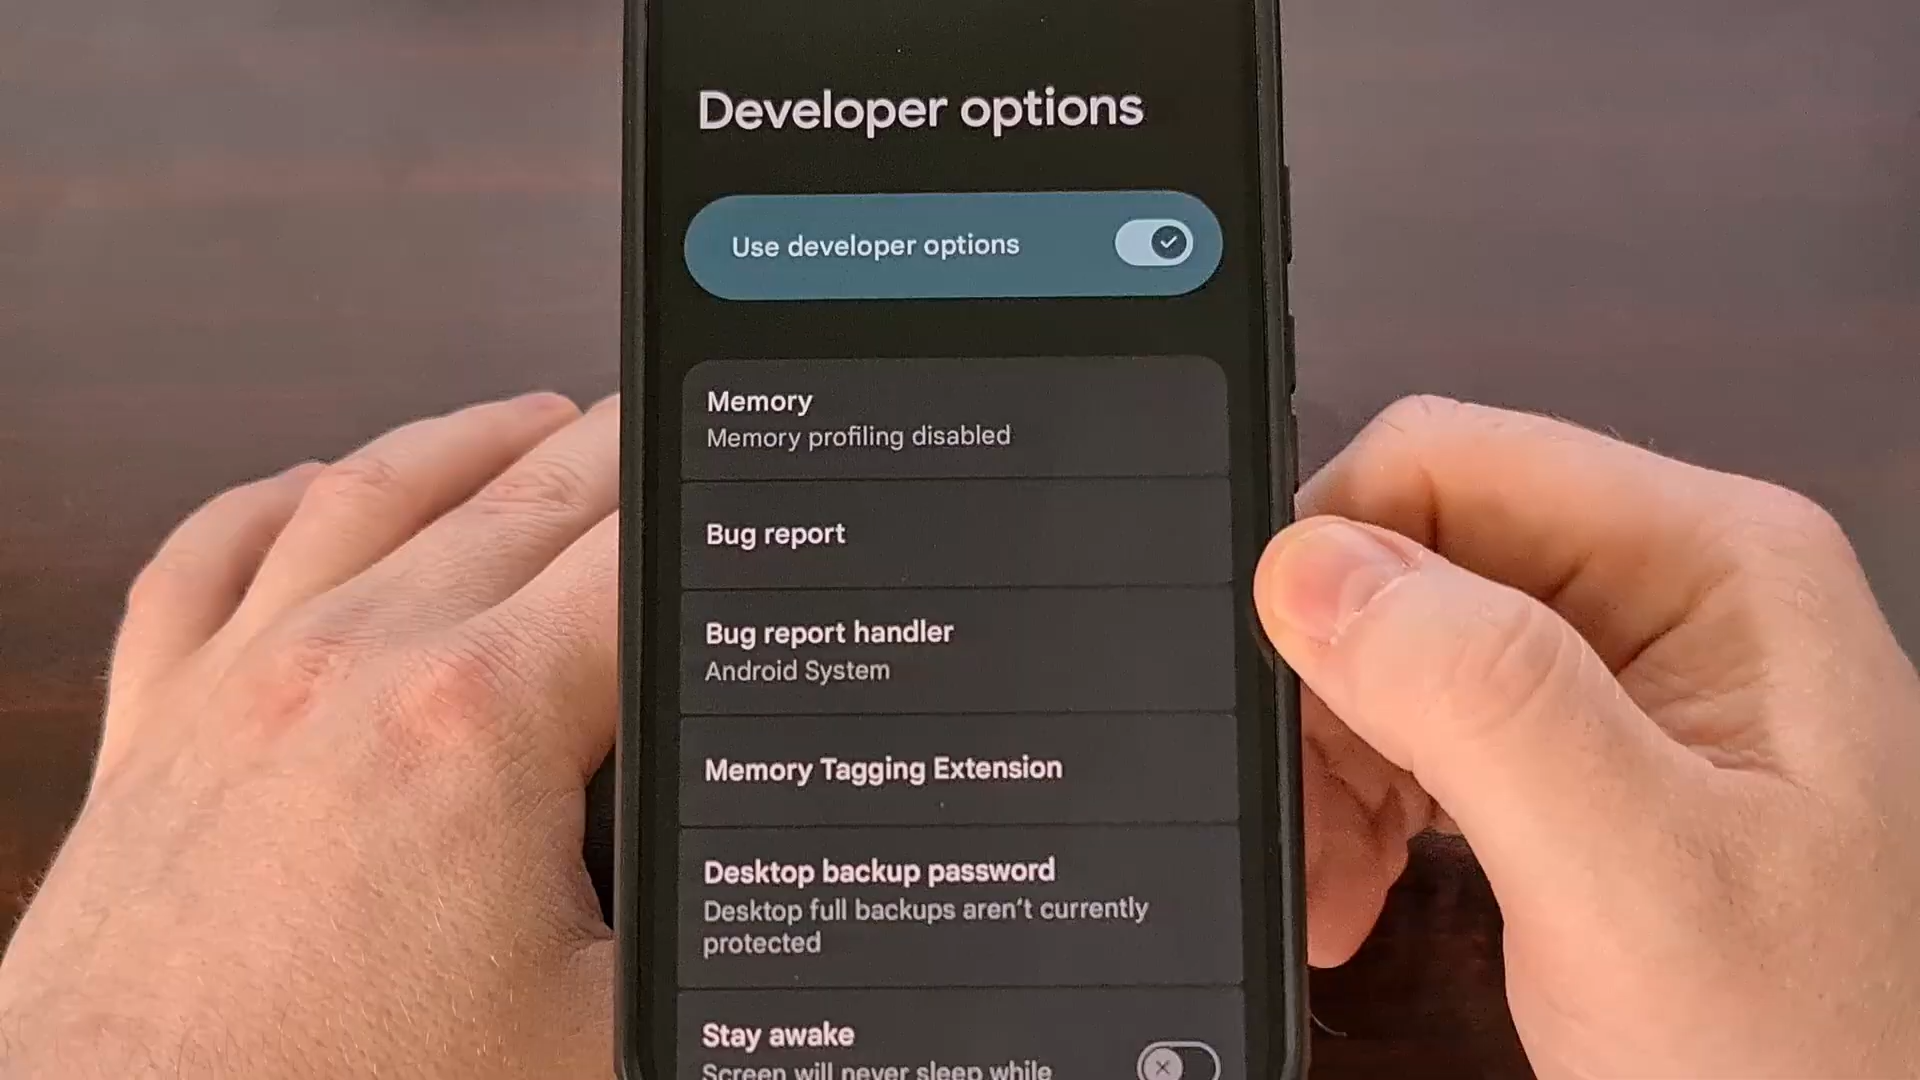 Developer options
Use developer options
Memory
Memory profiling disabled
Bug report
Bug report handler
Android System
Memory Tagging Extension
Desktop backup password
Desktop full backups aren't currently
protected
Stay awake
Screen will never sleep while